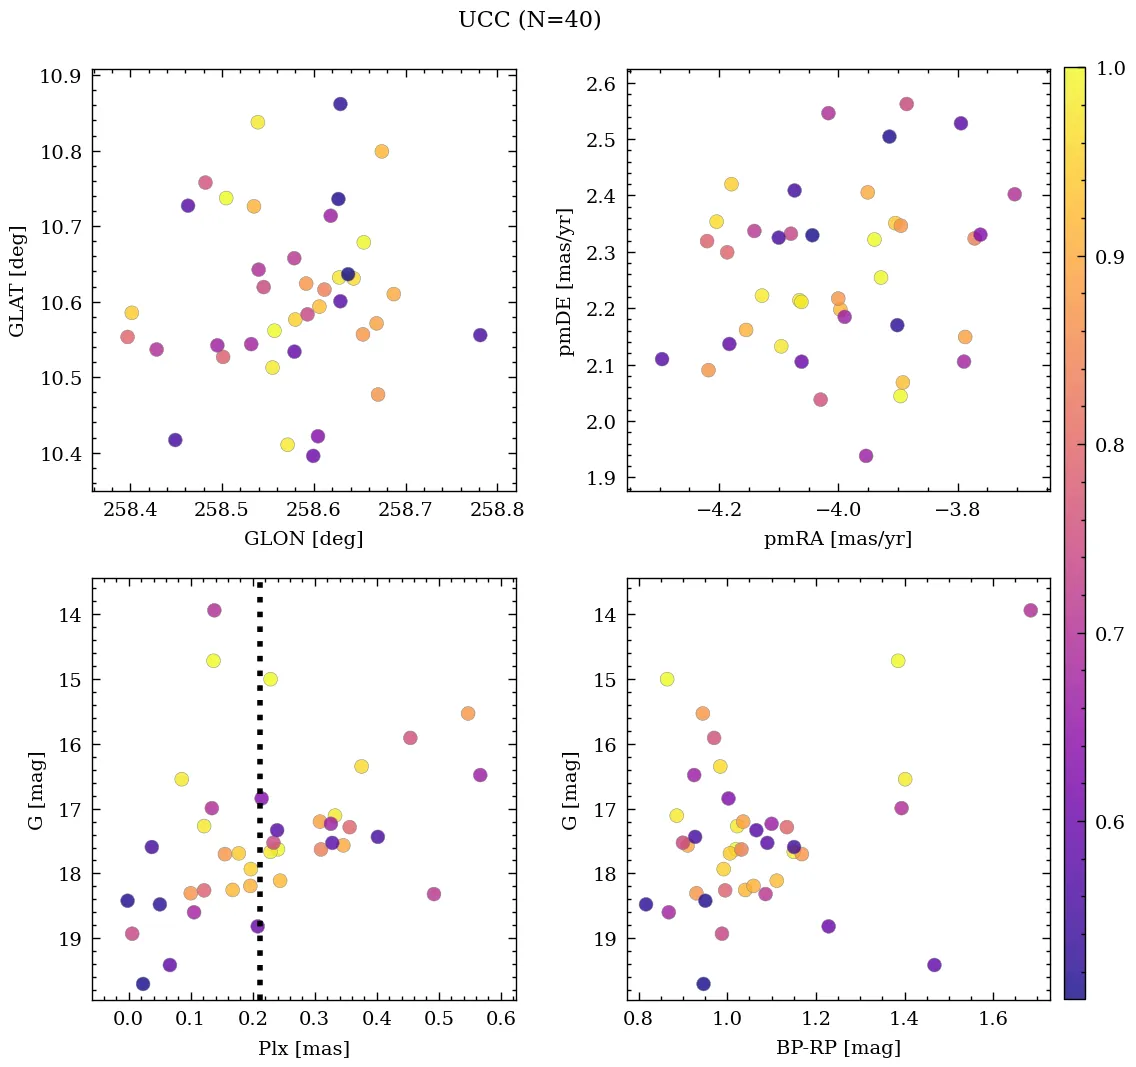 UCC (N=40)
10.9
10.8
10.7
10.6
10.5
10.4
GLAT [deg]
258.4 258.5 258.6 258.7 258.8
GLON [deg]
2.6
2.5
2.4
2.3
2.2
2.1
2.0
1.9
pmDE [mas/yr]
−4.2 −4.0 −3.8
pmRA [mas/yr]
1.0
0.9
0.8
0.7
0.6
14
15
16
17
18
19
G [mag]
0.0 0.1 0.2 0.3 0.4 0.5 0.6
Plx [mas]
14
15
16
17
18
19
G [mag]
0.8 1.0 1.2 1.4 1.6
BP-RP [mag]